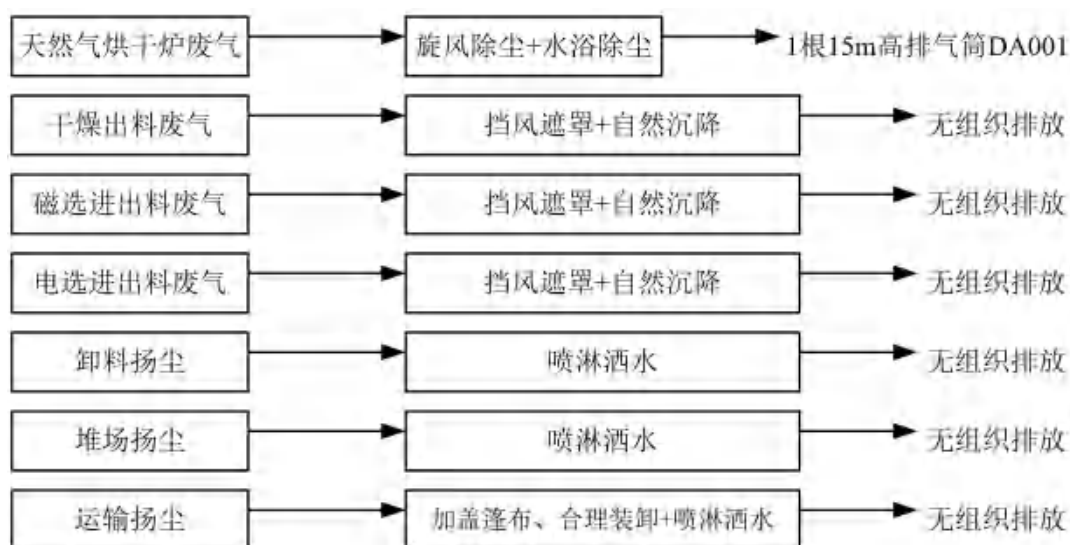 天然气烘干炉废气 旋风除尘+水浴除尘 1根15m高排气筒DA001
干燥出料废气 挡风遮罩+自然沉降 无组织排放
磁选进出料废气 挡风遮罩+自然沉降 无组织排放
电选进出料废气 挡风遮罩+自然沉降 无组织排放
卸料扬尘 喷淋洒水 无组织排放
堆场扬尘 喷淋洒水 无组织排放
运输扬尘 加盖篷布、合理装卸+喷淋洒水 无组织排放